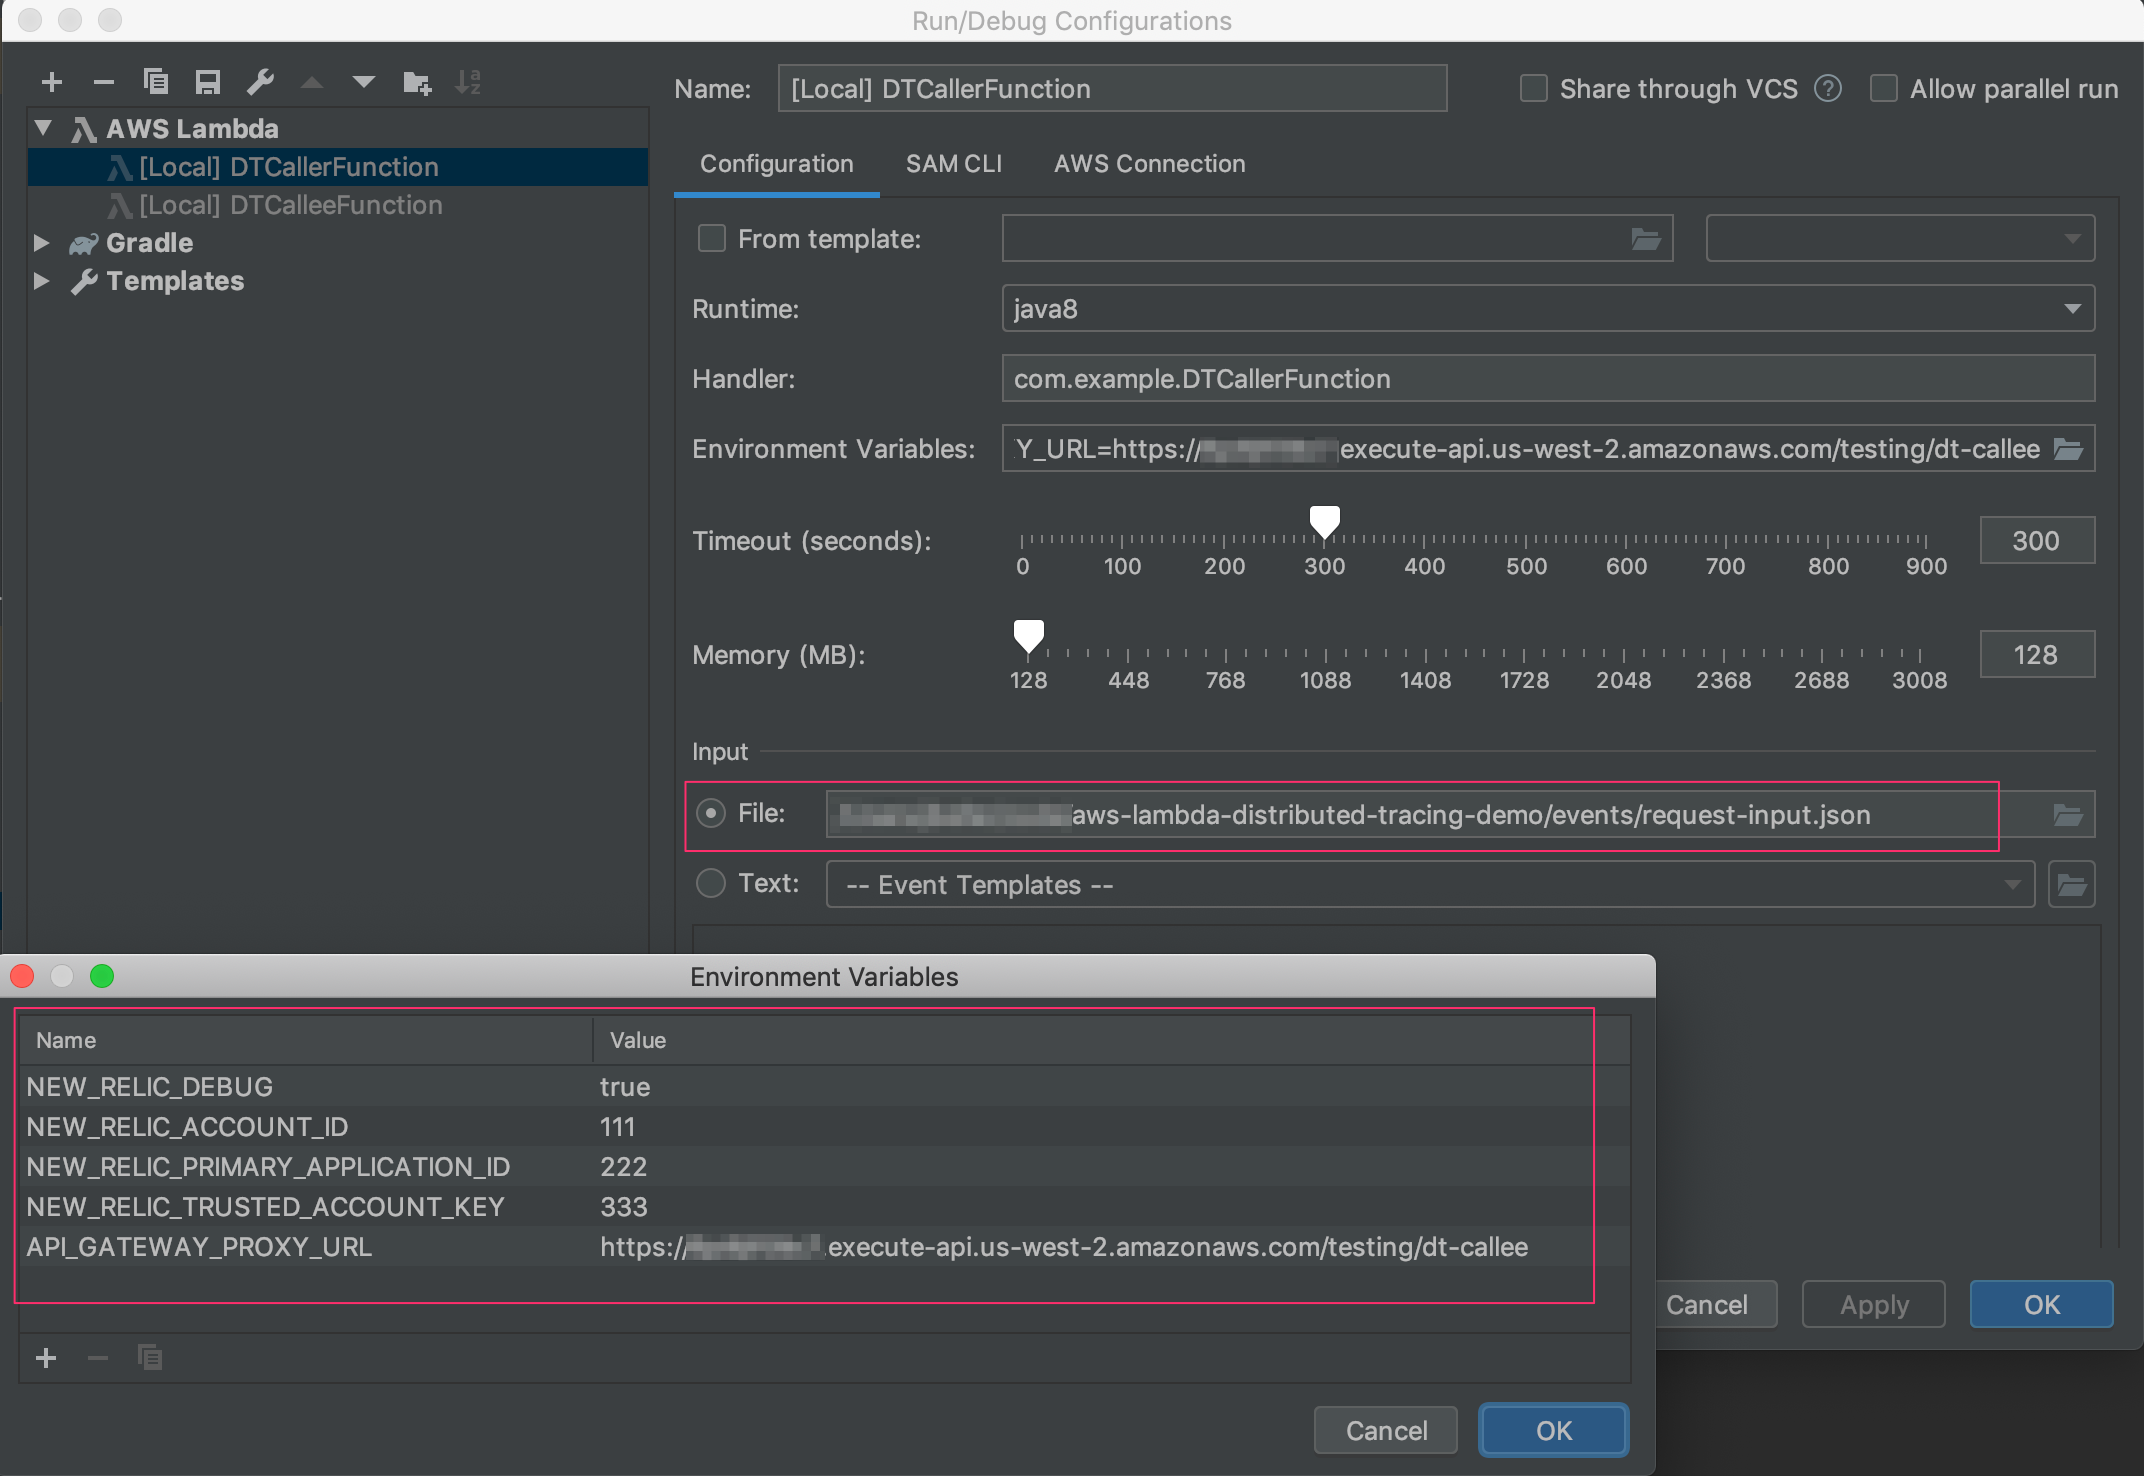 Run/Debug Configurations
Name: [Local] DTCallerFunction
Share through VCS ? Allow parallel run
AWS Lambda
[Local] DTCallerFunction
[Local] DTCalleeFunction
Gradle
Templates
Configuration SAM CLI AWS Connection
From template:
Runtime: java8
Handler: com.example.DTCallerFunction
Environment Variables: Y_URL=https:// execute-api.us-west-2.amazonaws.com/testing/dt-callee
Timeout (seconds): 300
0 100 200 300 400 500 600 700 800 900
Memory (MB): 128
128 448 768 1088 1408 1728 2048 2368 2688 3008
Input
File: /aws-lambda-distributed-tracing-demo/events/request-input.json
Text: -- Event Templates --
Cancel Apply OK
Environment Variables
Name Value
NEW_RELIC_DEBUG true
NEW_RELIC_ACCOUNT_ID 111
NEW_RELIC_PRIMARY_APPLICATION_ID 222
NEW_RELIC_TRUSTED_ACCOUNT_KEY 333
API_GATEWAY_PROXY_URL https:// .execute-api.us-west-2.amazonaws.com/testing/dt-callee
Cancel OK